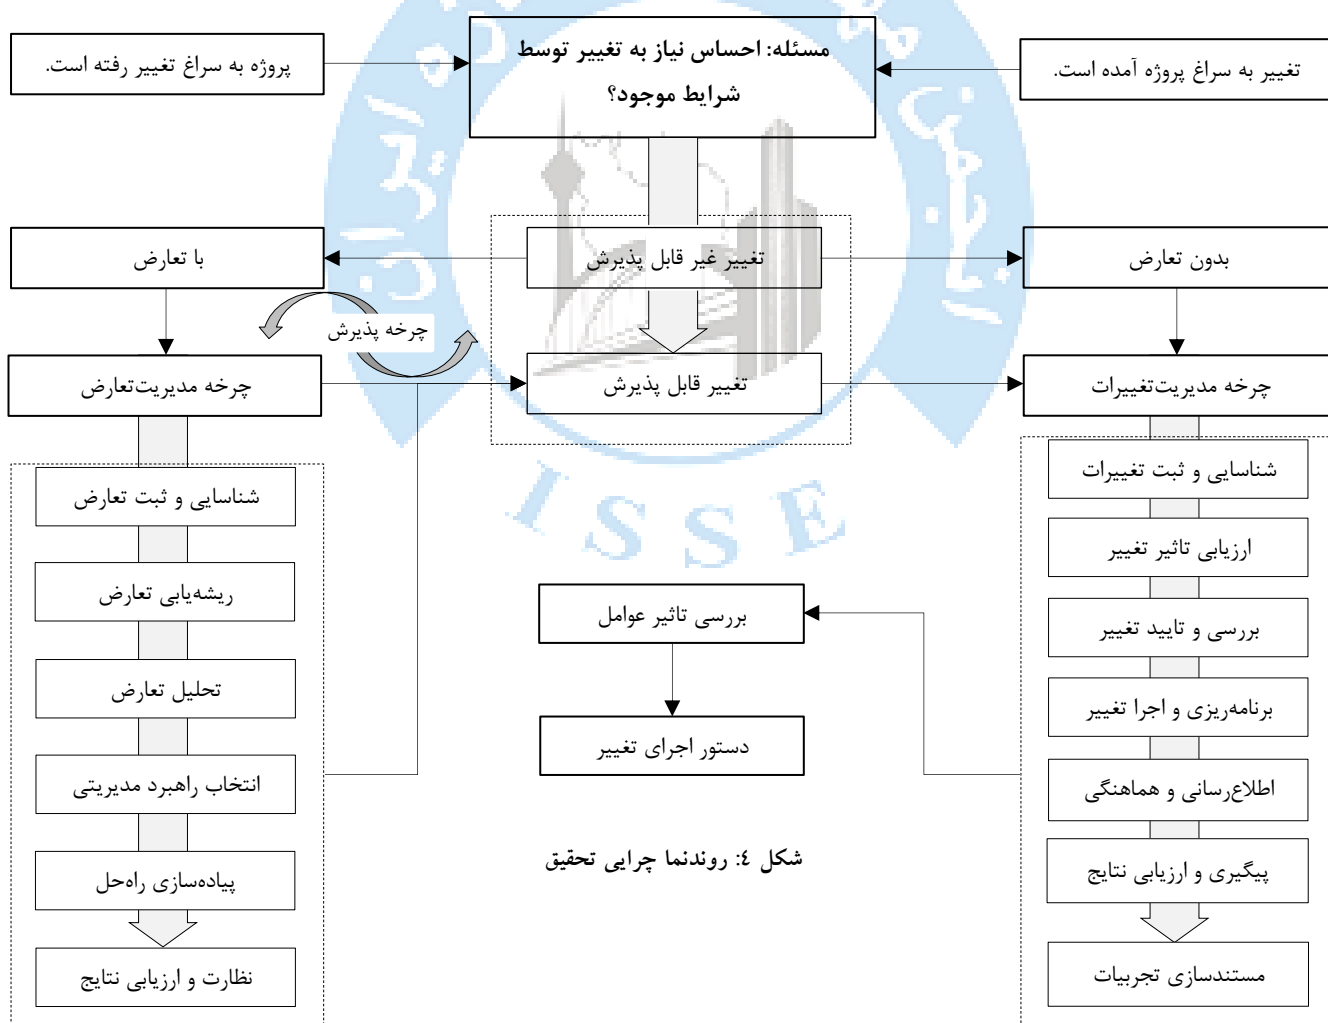 مسئله: احساس نیاز به تغییر توسط
شرایط موجود؟
تغییر به سراغ پروژه آمده است.
پروژه به سراغ تغییر رفته است.
بدون تعارض
تغییر غیر قابل پذیرش
با تعارض
چرخه پذیرش
چرخه مدیریت‌تغییرات
تغییر قابل پذیرش
چرخه مدیریت‌تعارض
شناسایی و ثبت تغییرات
ارزیابی تاثیر تغییر
بررسی و تایید تغییر
برنامه‌ریزی و اجرا تغییر
اطلاع‌رسانی و هماهنگی
پیگیری و ارزیابی نتایج
مستندسازی تجربیات
بررسی تاثیر عوامل
دستور اجرای تغییر
شناسایی و ثبت تعارض
ریشه‌یابی تعارض
تحلیل تعارض
انتخاب راهبرد مدیریتی
پیاده‌سازی راه‌حل
نظارت و ارزیابی نتایج
ISSE
شکل ٤: روندنما چرایی تحقیق